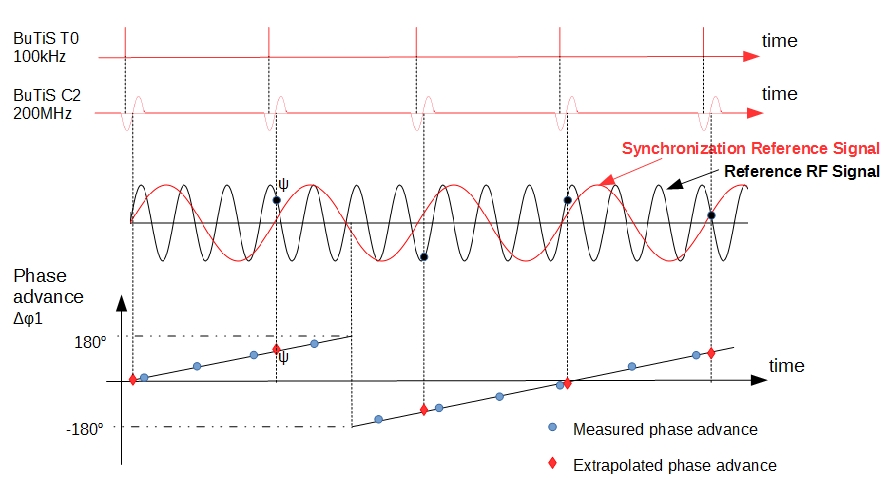 BuTiS T0
100kHz
time
BuTiS C2
200MHz
time
Synchronization Reference Signal
Reference RF Signal
ψ
Phase
advance
Δφ1
180°
ψ
time
-180°
Measured phase advance
Extrapolated phase advance